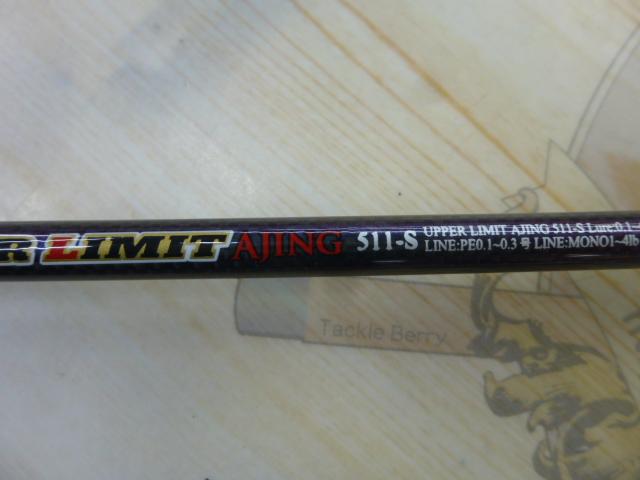 R LIMIT AJING 511-S
UPPER LIMIT AJING 511-S Lure:0.1~
LINE:PE0.1~0.3号 LINE:MONO1~4lb
Tackle Berry